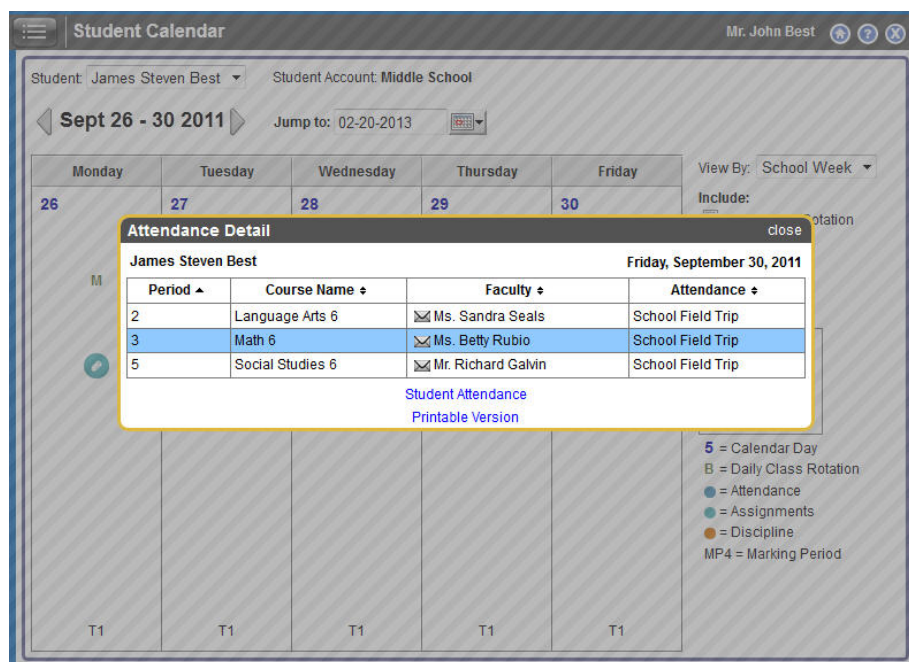 Student Calendar
Mr. John Best
Student: James Steven Best
Student Account: Middle School
Sept 26 - 30 2011
Jump to: 02-20-2013
Monday Tuesday Wednesday Thursday Friday
View By: School Week
26 27 28 29 30
Include:
Attendance Detail
close
James Steven Best
Friday, September 30, 2011
M
Period Course Name Faculty Attendance
2 Language Arts 6 Ms. Sandra Seals School Field Trip
3 Math 6 Ms. Betty Rubio School Field Trip
5 Social Studies 6 Mr. Richard Galvin School Field Trip
Student Attendance
Printable Version
5 = Calendar Day
B = Daily Class Rotation
= Attendance
= Assignments
= Discipline
MP4 = Marking Period
T1 T1 T1 T1 T1